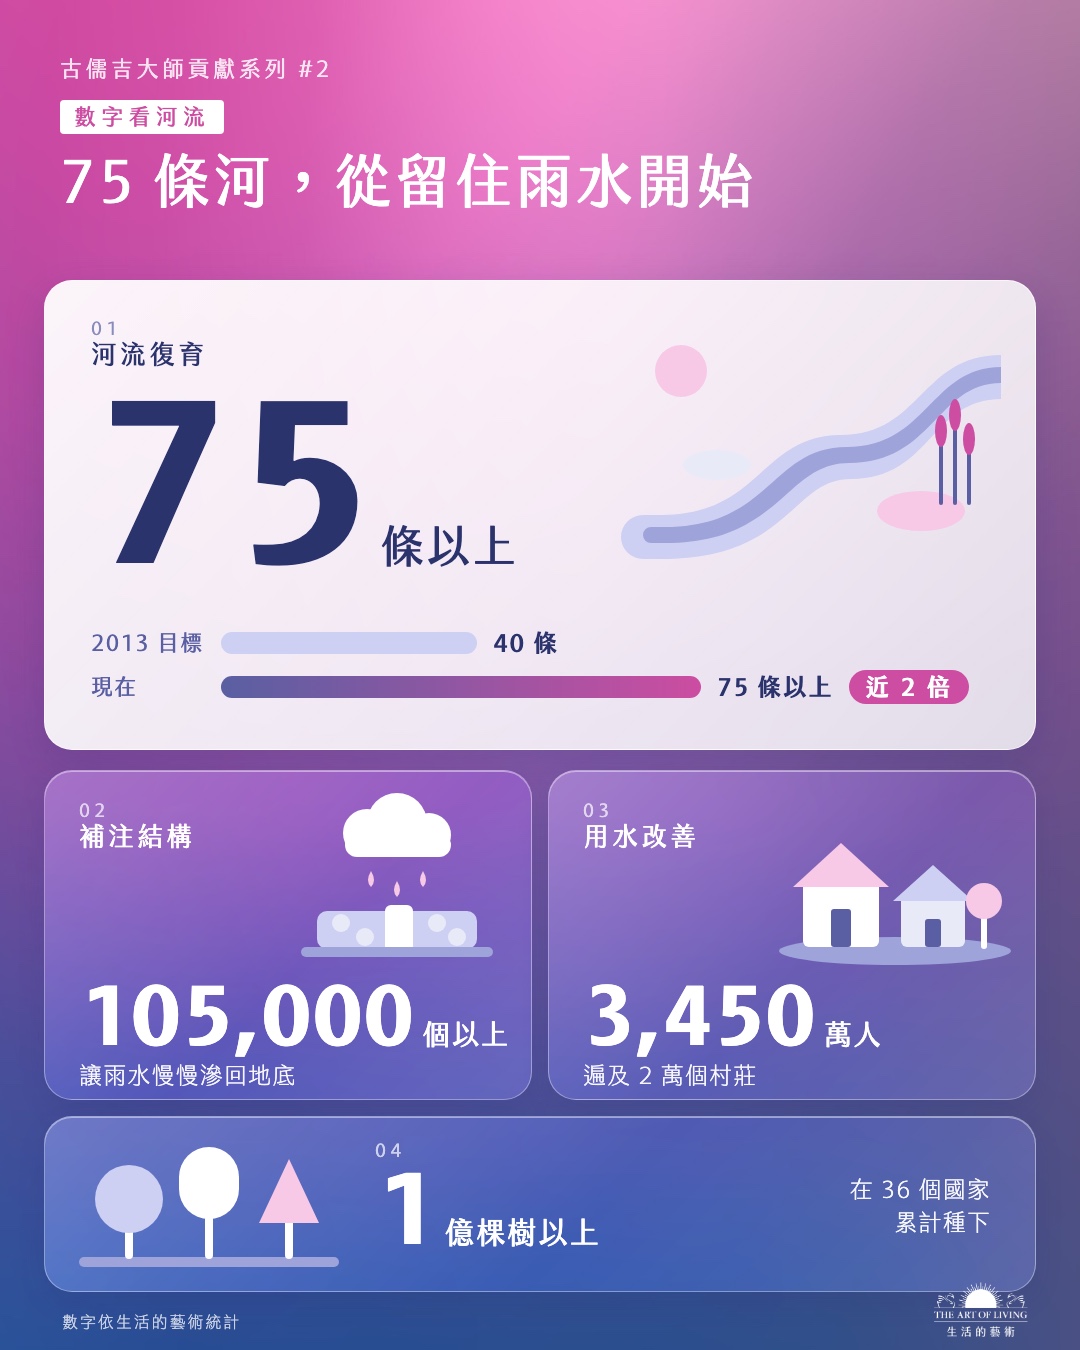 古儒吉大師貢獻系列 #2
數字看河流
75 條河，從留住雨水開始
01
河流復育
75 條以上
2013 目標 40 條
現在 75 條以上 近 2 倍
02
補注結構
105,000 個以上
讓雨水慢慢滲回地底
03
用水改善
3,450 萬人
遍及 2 萬個村莊
04
1 億棵樹以上
在 36 個國家
累計種下
數字依生活的藝術統計
THE ART OF LIVING
生活的藝術